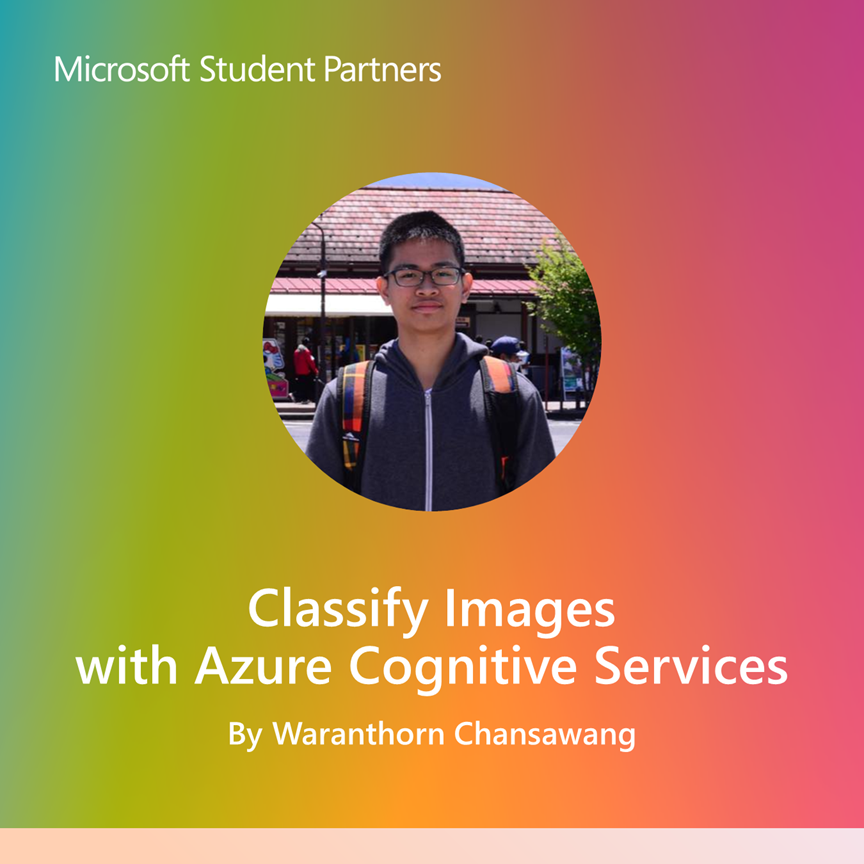 Microsoft Student Partners
Classify Images
with Azure Cognitive Services
By Waranthorn Chansawang